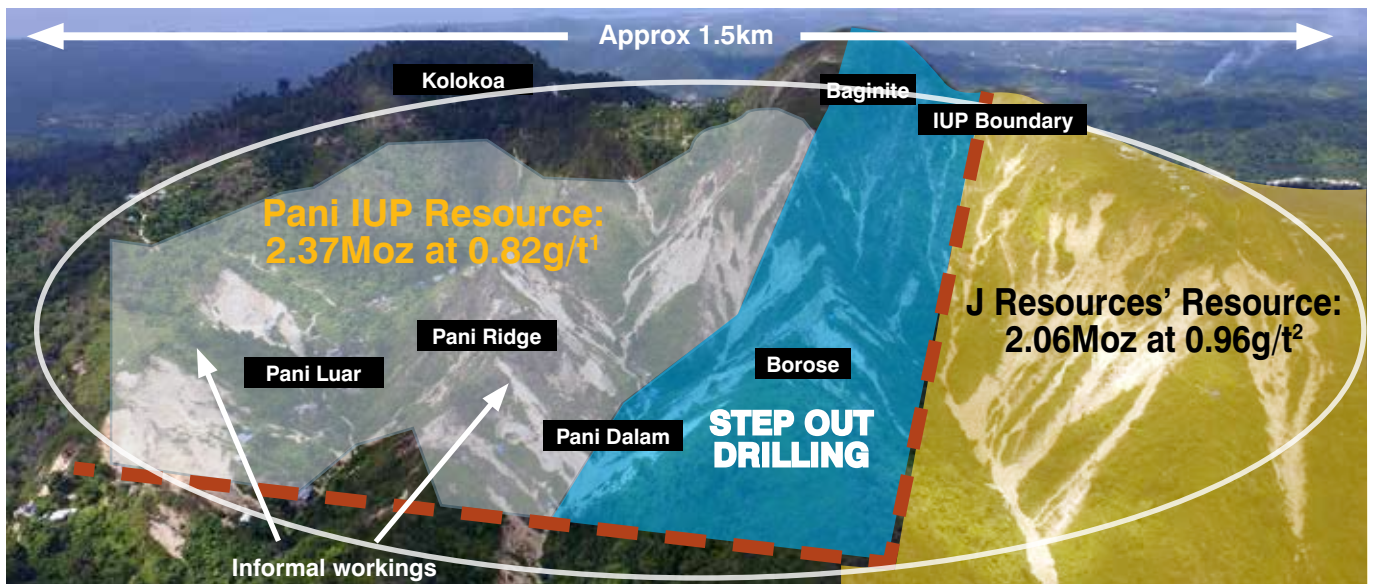 Approx 1.5km
Kolokoa
Baginite
IUP Boundary
Pani IUP Resource:
2.37Moz at 0.82g/t¹
J Resources' Resource:
2.06Moz at 0.96g/t²
Pani Ridge
Pani Luar
Borose
Pani Dalam
STEP OUT
DRILLING
Informal workings